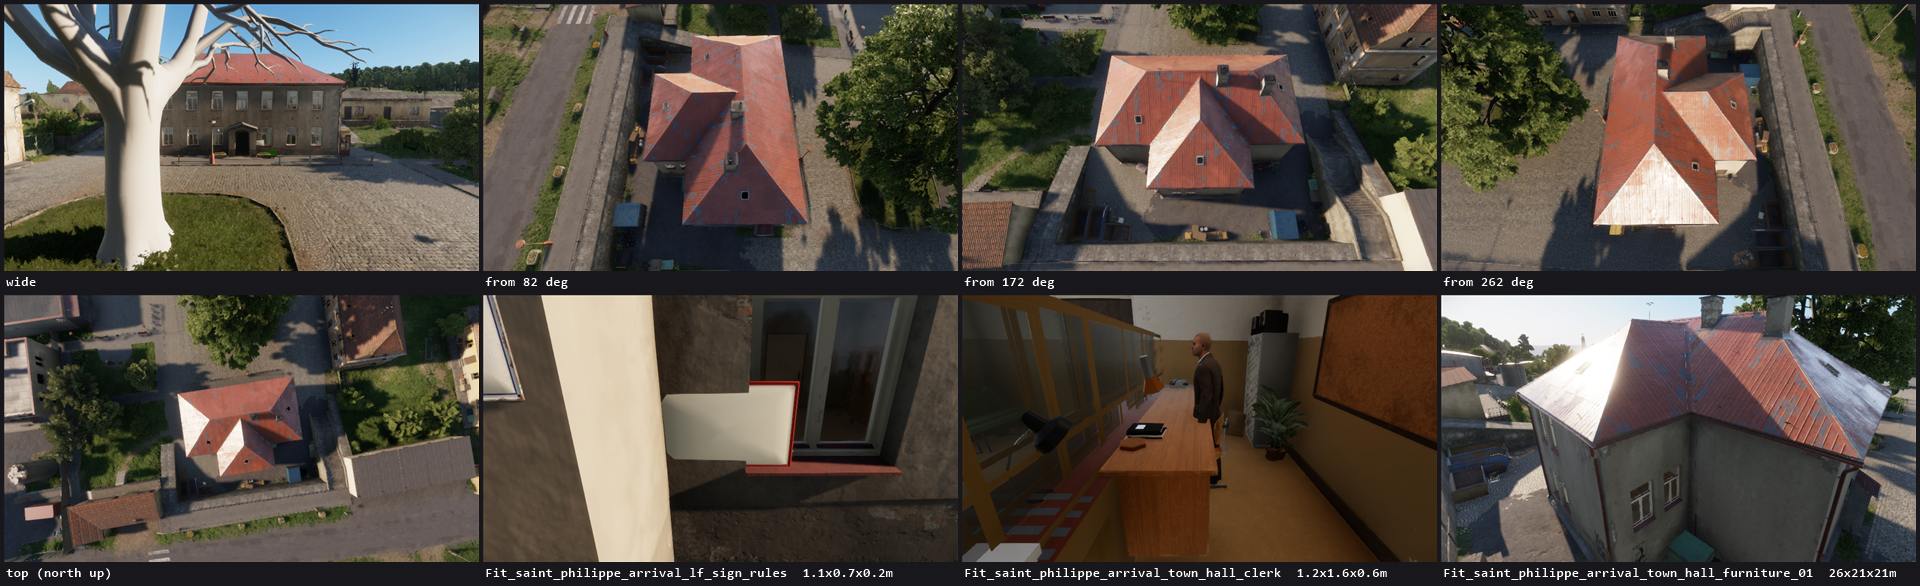 wide
from 82 deg
from 172 deg
from 262 deg
top (north up)
Fit_saint_philippe_arrival_lf_sign_rules 1.1x0.7x0.2m
Fit_saint_philippe_arrival_town_hall_clerk 1.2x1.6x0.6m
Fit_saint_philippe_arrival_town_hall_furniture_01 26x21x21m